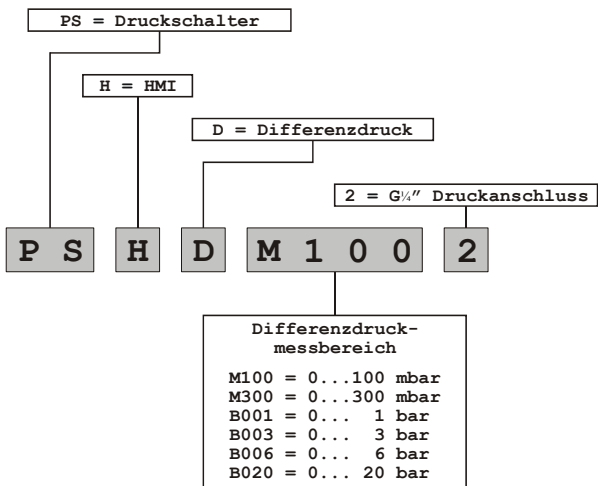 PS = Druckschalter
H = HMI
D = Differenzdruck
2 = G¼" Druckanschluss
P S H D M 1 0 0 2
Differenzdruck-
messbereich
M100 = 0...100 mbar
M300 = 0...300 mbar
B001 = 0... 1 bar
B003 = 0... 3 bar
B006 = 0... 6 bar
B020 = 0... 20 bar